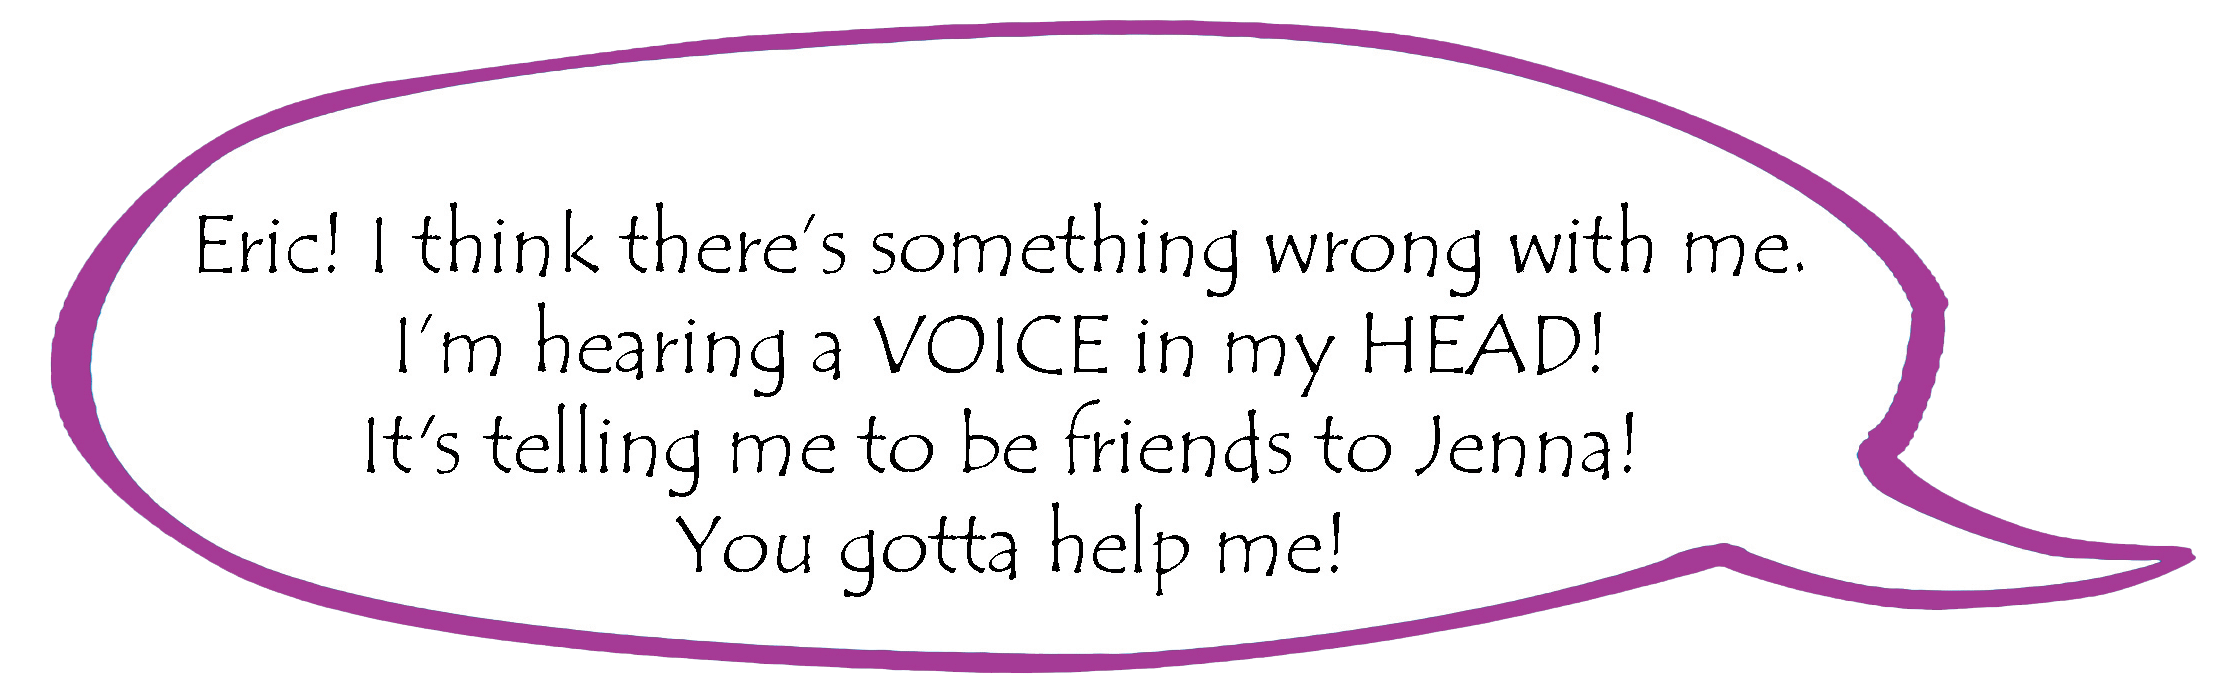 Eric! I think there's something wrong with me.
I'm hearing a VOICE in my HEAD!
It's telling me to be friends to Jenna!
You gotta help me!